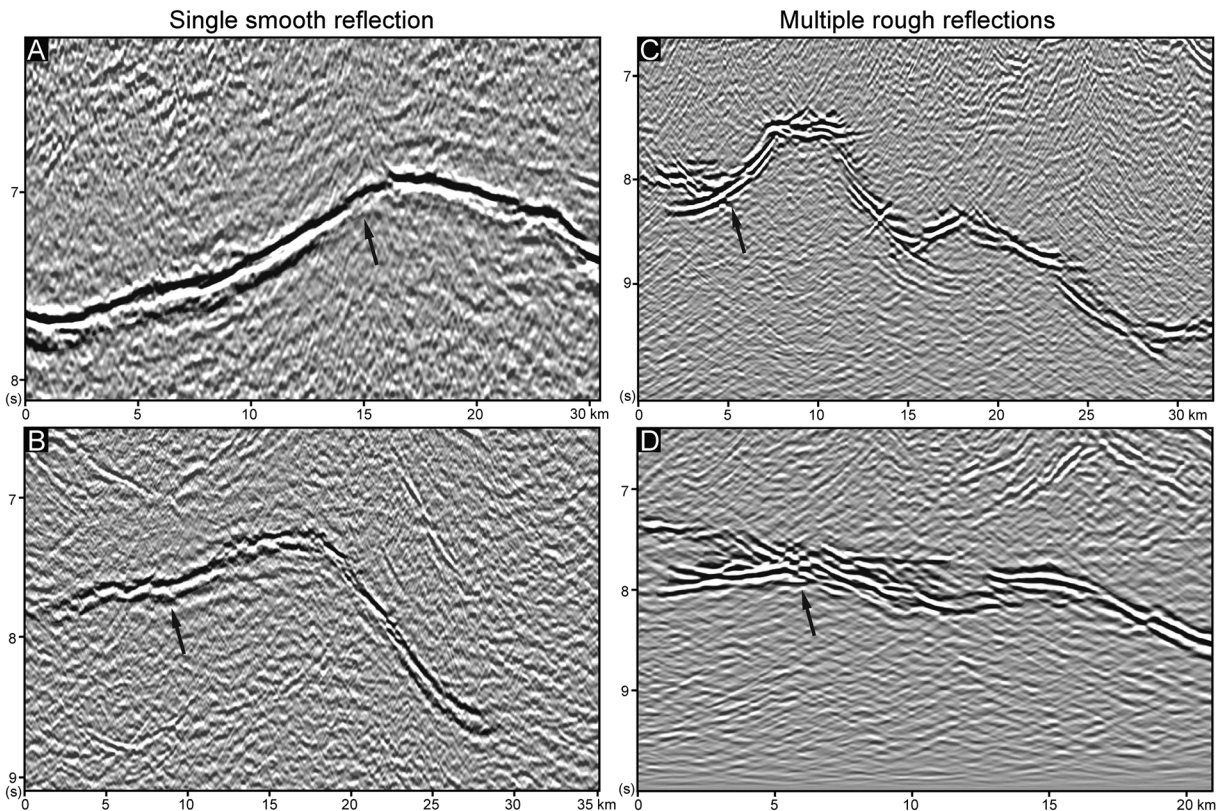 Single smooth reflection
Multiple rough reflections
A
7
8
(s)
0 5 10 15 20 25 30 km
C
7
8
9
(s)
0 5 10 15 20 25 30
B
7
8
9
(s)
0 5 10 15 20 25 30 35 km
D
7
8
9
(s)
0 5 10 15 20 km